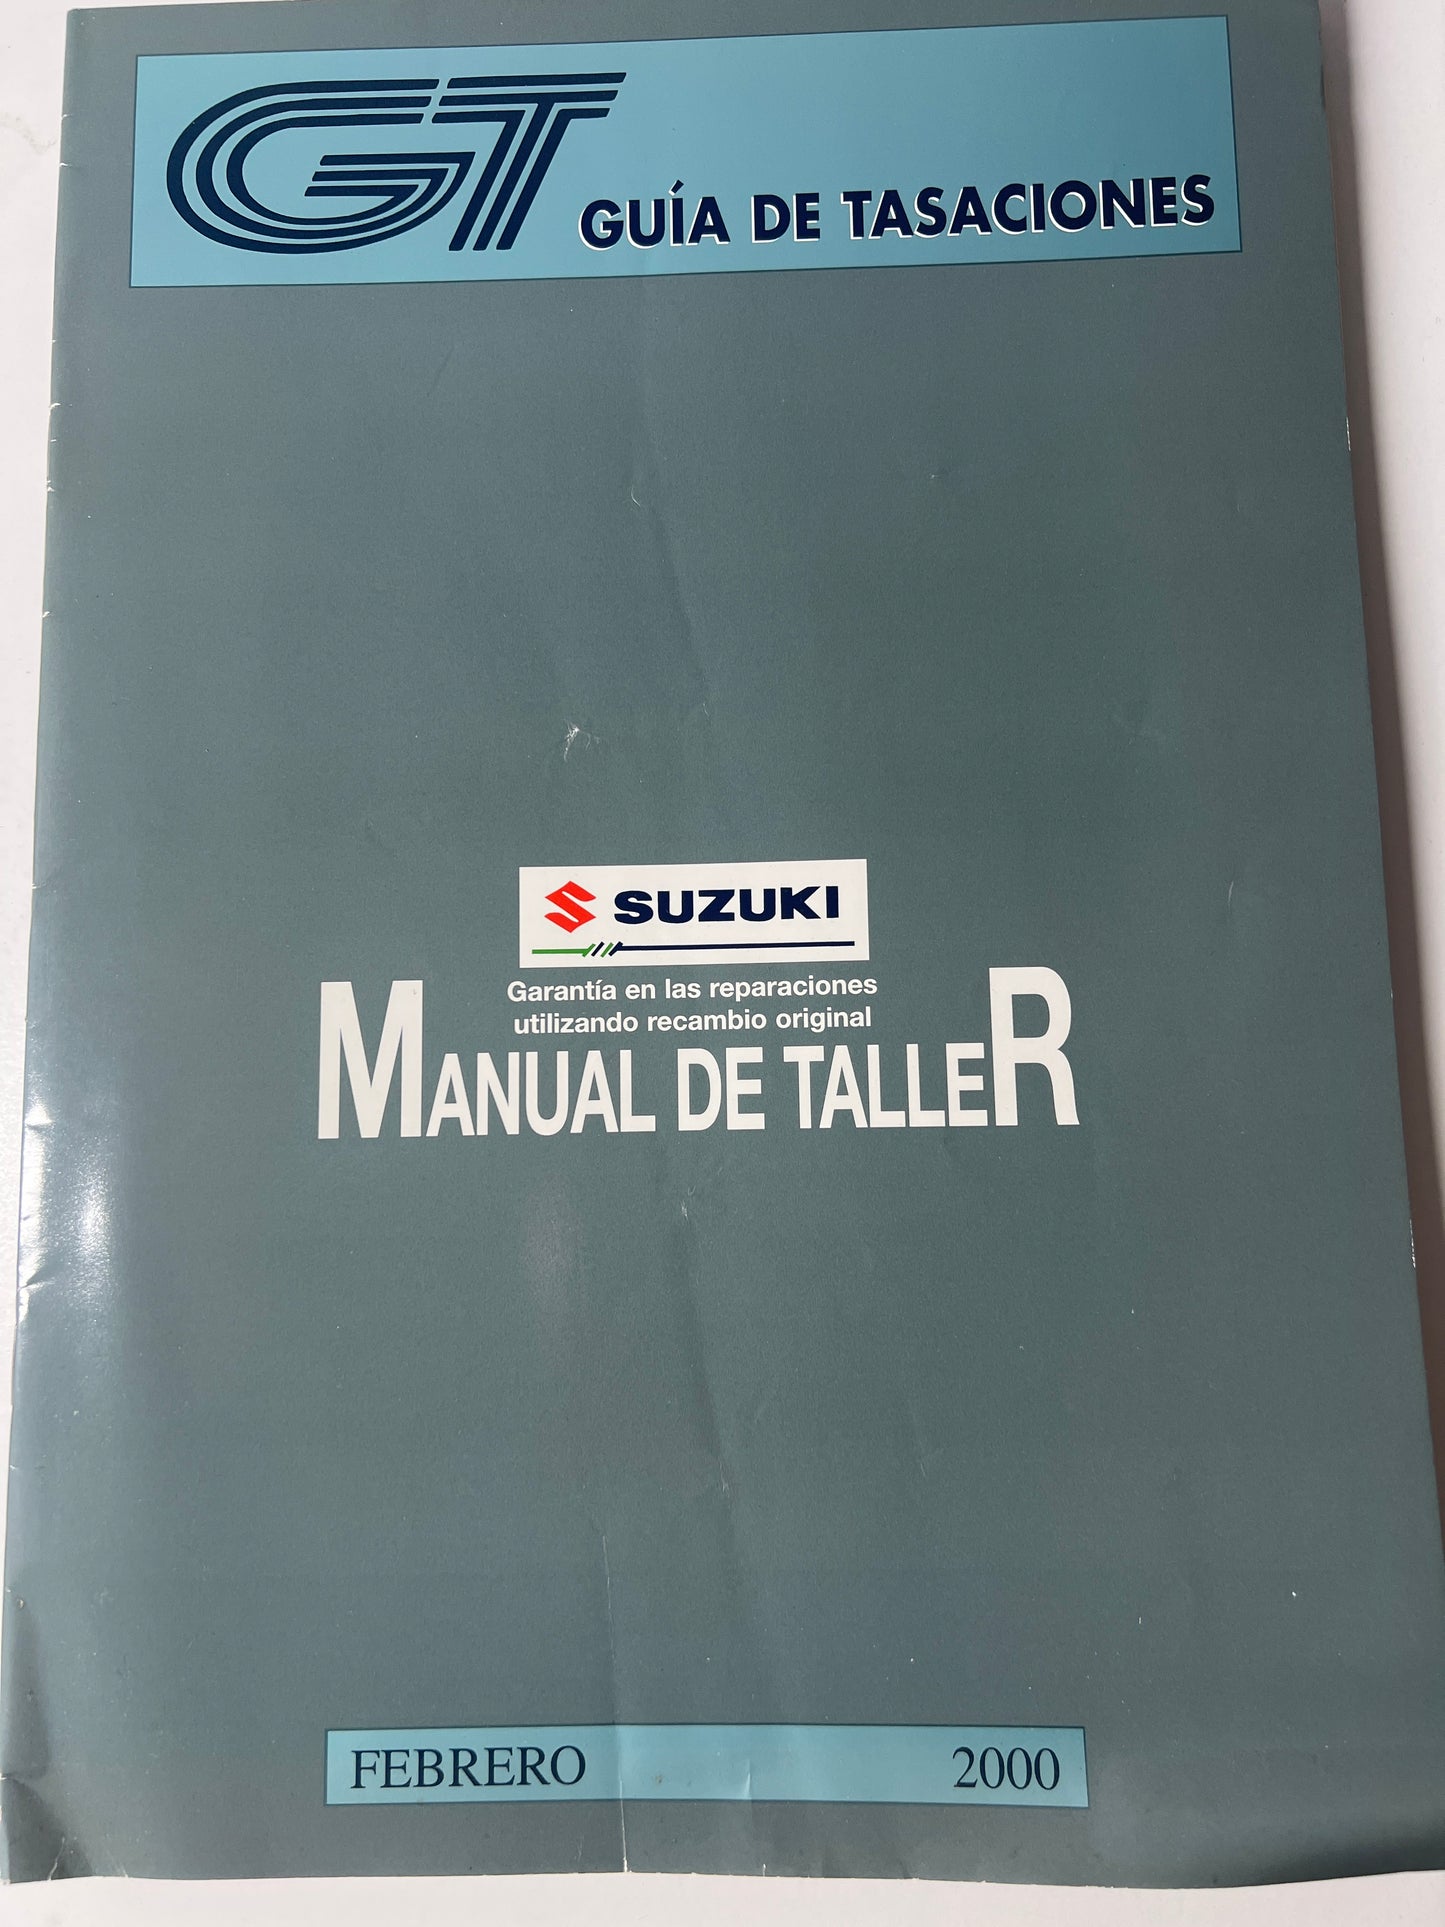 GT GUÍA DE TASACIONES
SUZUKI
Garantía en las reparaciones
utilizando recambio original
MANUAL DE TALLER
FEBRERO 2000